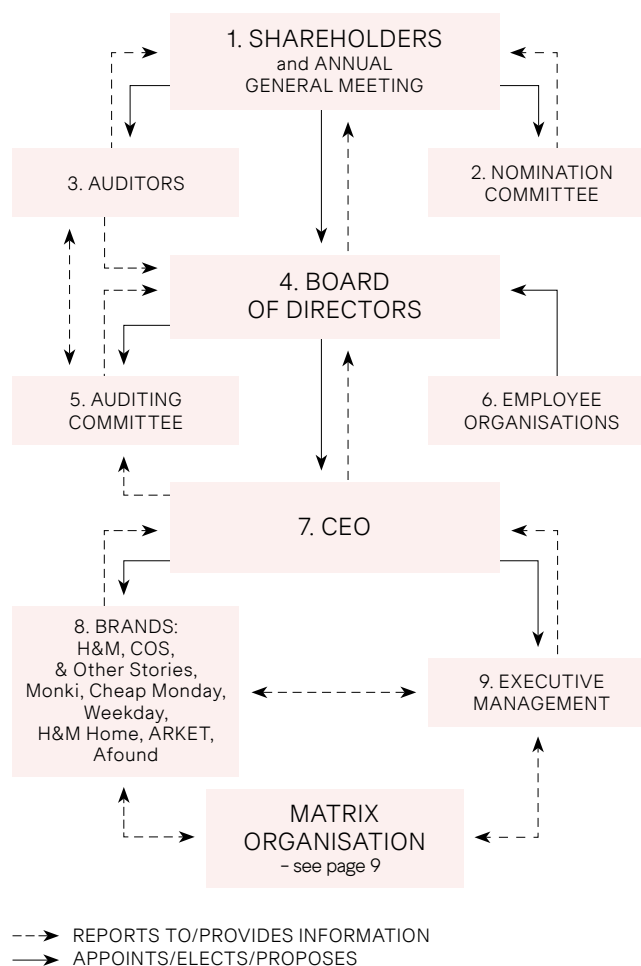 1. SHAREHOLDERS
and ANNUAL
GENERAL MEETING
3. AUDITORS
2. NOMINATION
COMMITTEE
4. BOARD
OF DIRECTORS
5. AUDITING
COMMITTEE
6. EMPLOYEE
ORGANISATIONS
7. CEO
8. BRANDS:
H&M, COS,
& Other Stories,
Monki, Cheap Monday,
Weekday,
H&M Home, ARKET,
Afound
9. EXECUTIVE
MANAGEMENT
MATRIX
ORGANISATION
– see page 9
REPORTS TO/PROVIDES INFORMATION
APPOINTS/ELECTS/PROPOSES